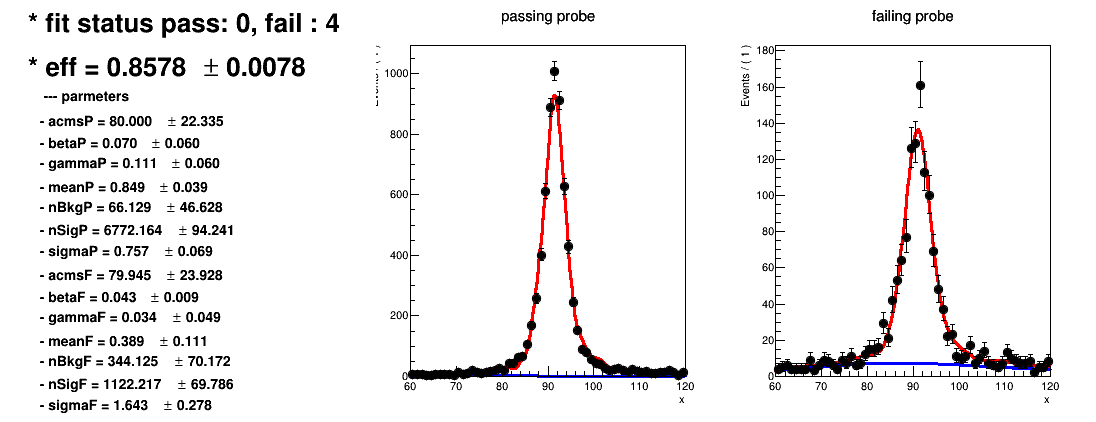 * fit status pass: 0, fail : 4
* eff = 0.8578 ± 0.0078
--- parmeters
- acmsP = 80.000 ± 22.335
- betaP = 0.070 ± 0.060
- gammaP = 0.111 ± 0.060
- meanP = 0.849 ± 0.039
- nBkgP = 66.129 ± 46.628
- nSigP = 6772.164 ± 94.241
- sigmaP = 0.757 ± 0.069
- acmsF = 79.945 ± 23.928
- betaF = 0.043 ± 0.009
- gammaF = 0.034 ± 0.049
- meanF = 0.389 ± 0.111
- nBkgF = 344.125 ± 70.172
- nSigF = 1122.217 ± 69.786
- sigmaF = 1.643 ± 0.278
passing probe
1000
800
600
400
200
0
60 70 80 90 100 110 120
x
failing probe
Events / ( 1 )
180
160
140
120
100
80
60
40
20
0
60 70 80 90 100 110 120
x